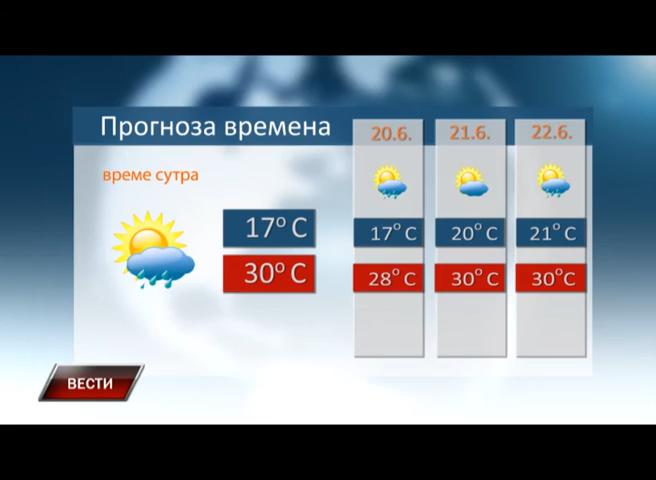 Прогноза времена
20.6.
21.6.
22.6.
време сутра
17° C
17° C
20° C
21° C
30° C
28° C
30° C
30° C
ВЕСТИ